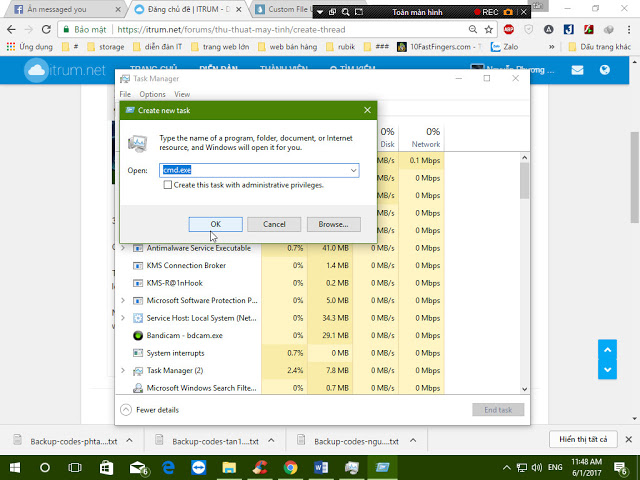 Ân messaged you
Đăng chủ đề | ITRUM
Custom File
Toàn màn hình
REC
Bảo mật
https://itrum.net/forums/thu-thuat-may-tinh/create-thread
Ứng dụng
#
storage
diễn đàn IT
trang web
web bán hàng
rubik
###
10FastFingers.com - T
Zalo
»
Dấu trang khác
itrum.net
TRANG CHỦ
DIỄN ĐÀN
THÀNH VIÊN
TÌM KIẾM
Nguyễn Phương ...
Task Manager
File Options View
Create new task
Type the name of a program, folder, document, or Internet
resource, and Windows will open it for you.
Open: cmd.exe
Create this task with administrative privileges.
OK Cancel Browse...
0% 0%
Disk Network
MB/s 0.1 Mbps
MB/s 0 Mbps
MB/s 0 Mbps
MB/s 0 Mbps
MB/s 0 Mbps
Antimalware Service Executable 0.7% 41.0 MB 0 MB/s 0 Mbps
KMS Connection Broker 0% 1.4 MB 0 MB/s 0 Mbps
KMS-R@1nHook 0% 0.2 MB 0 MB/s 0 Mbps
Microsoft Software Protection P... 0% 5.0 MB 0 MB/s 0 Mbps
Service Host: Local System (Net... 0% 34.3 MB 0 MB/s 0 Mbps
Bandicam - bdcam.exe 0% 29.1 MB 0 MB/s 0 Mbps
System interrupts 0.7% 0 MB 0 MB/s 0 Mbps
Task Manager (2) 2.4% 7.8 MB 0 MB/s 0 Mbps
Microsoft Windows Search Filte... 0% 0.7 MB 0 MB/s 0 Mbps
Fewer details
End task
Backup-codes-phta....txt
Backup-codes-tan1....txt
Backup-codes-ngu....txt
Hiển thị tất cả
6
ENG
11:48 AM
6/1/2017
1